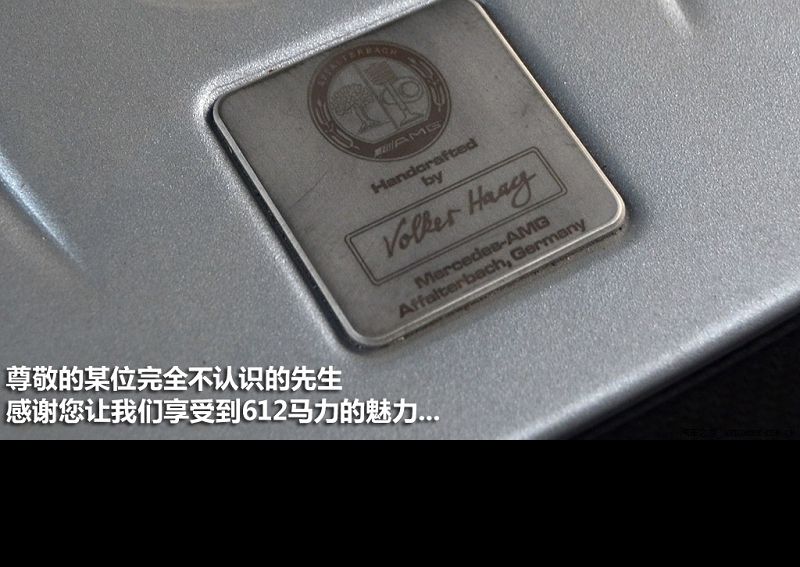 AFFALTERBACH
AMG
Handcrafted
by
Volker Haag
Mercedes-AMG
Affalterbach, Germany
尊敬的某位完全不认识的先生
感谢您让我们享受到612马力的魅力...